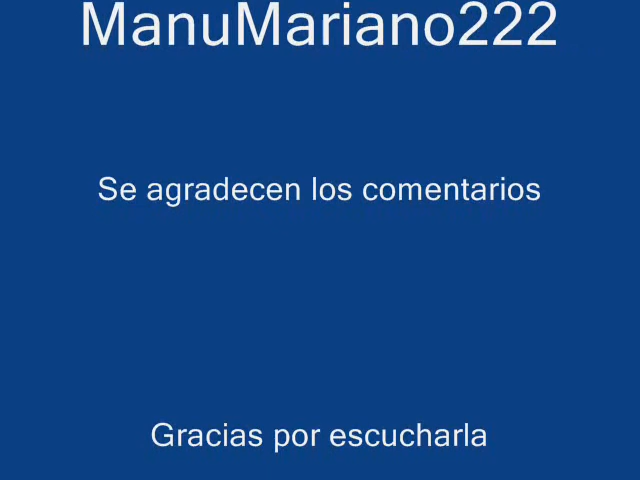 ManuMariano222
Se agradecen los comentarios
Gracias por escucharla